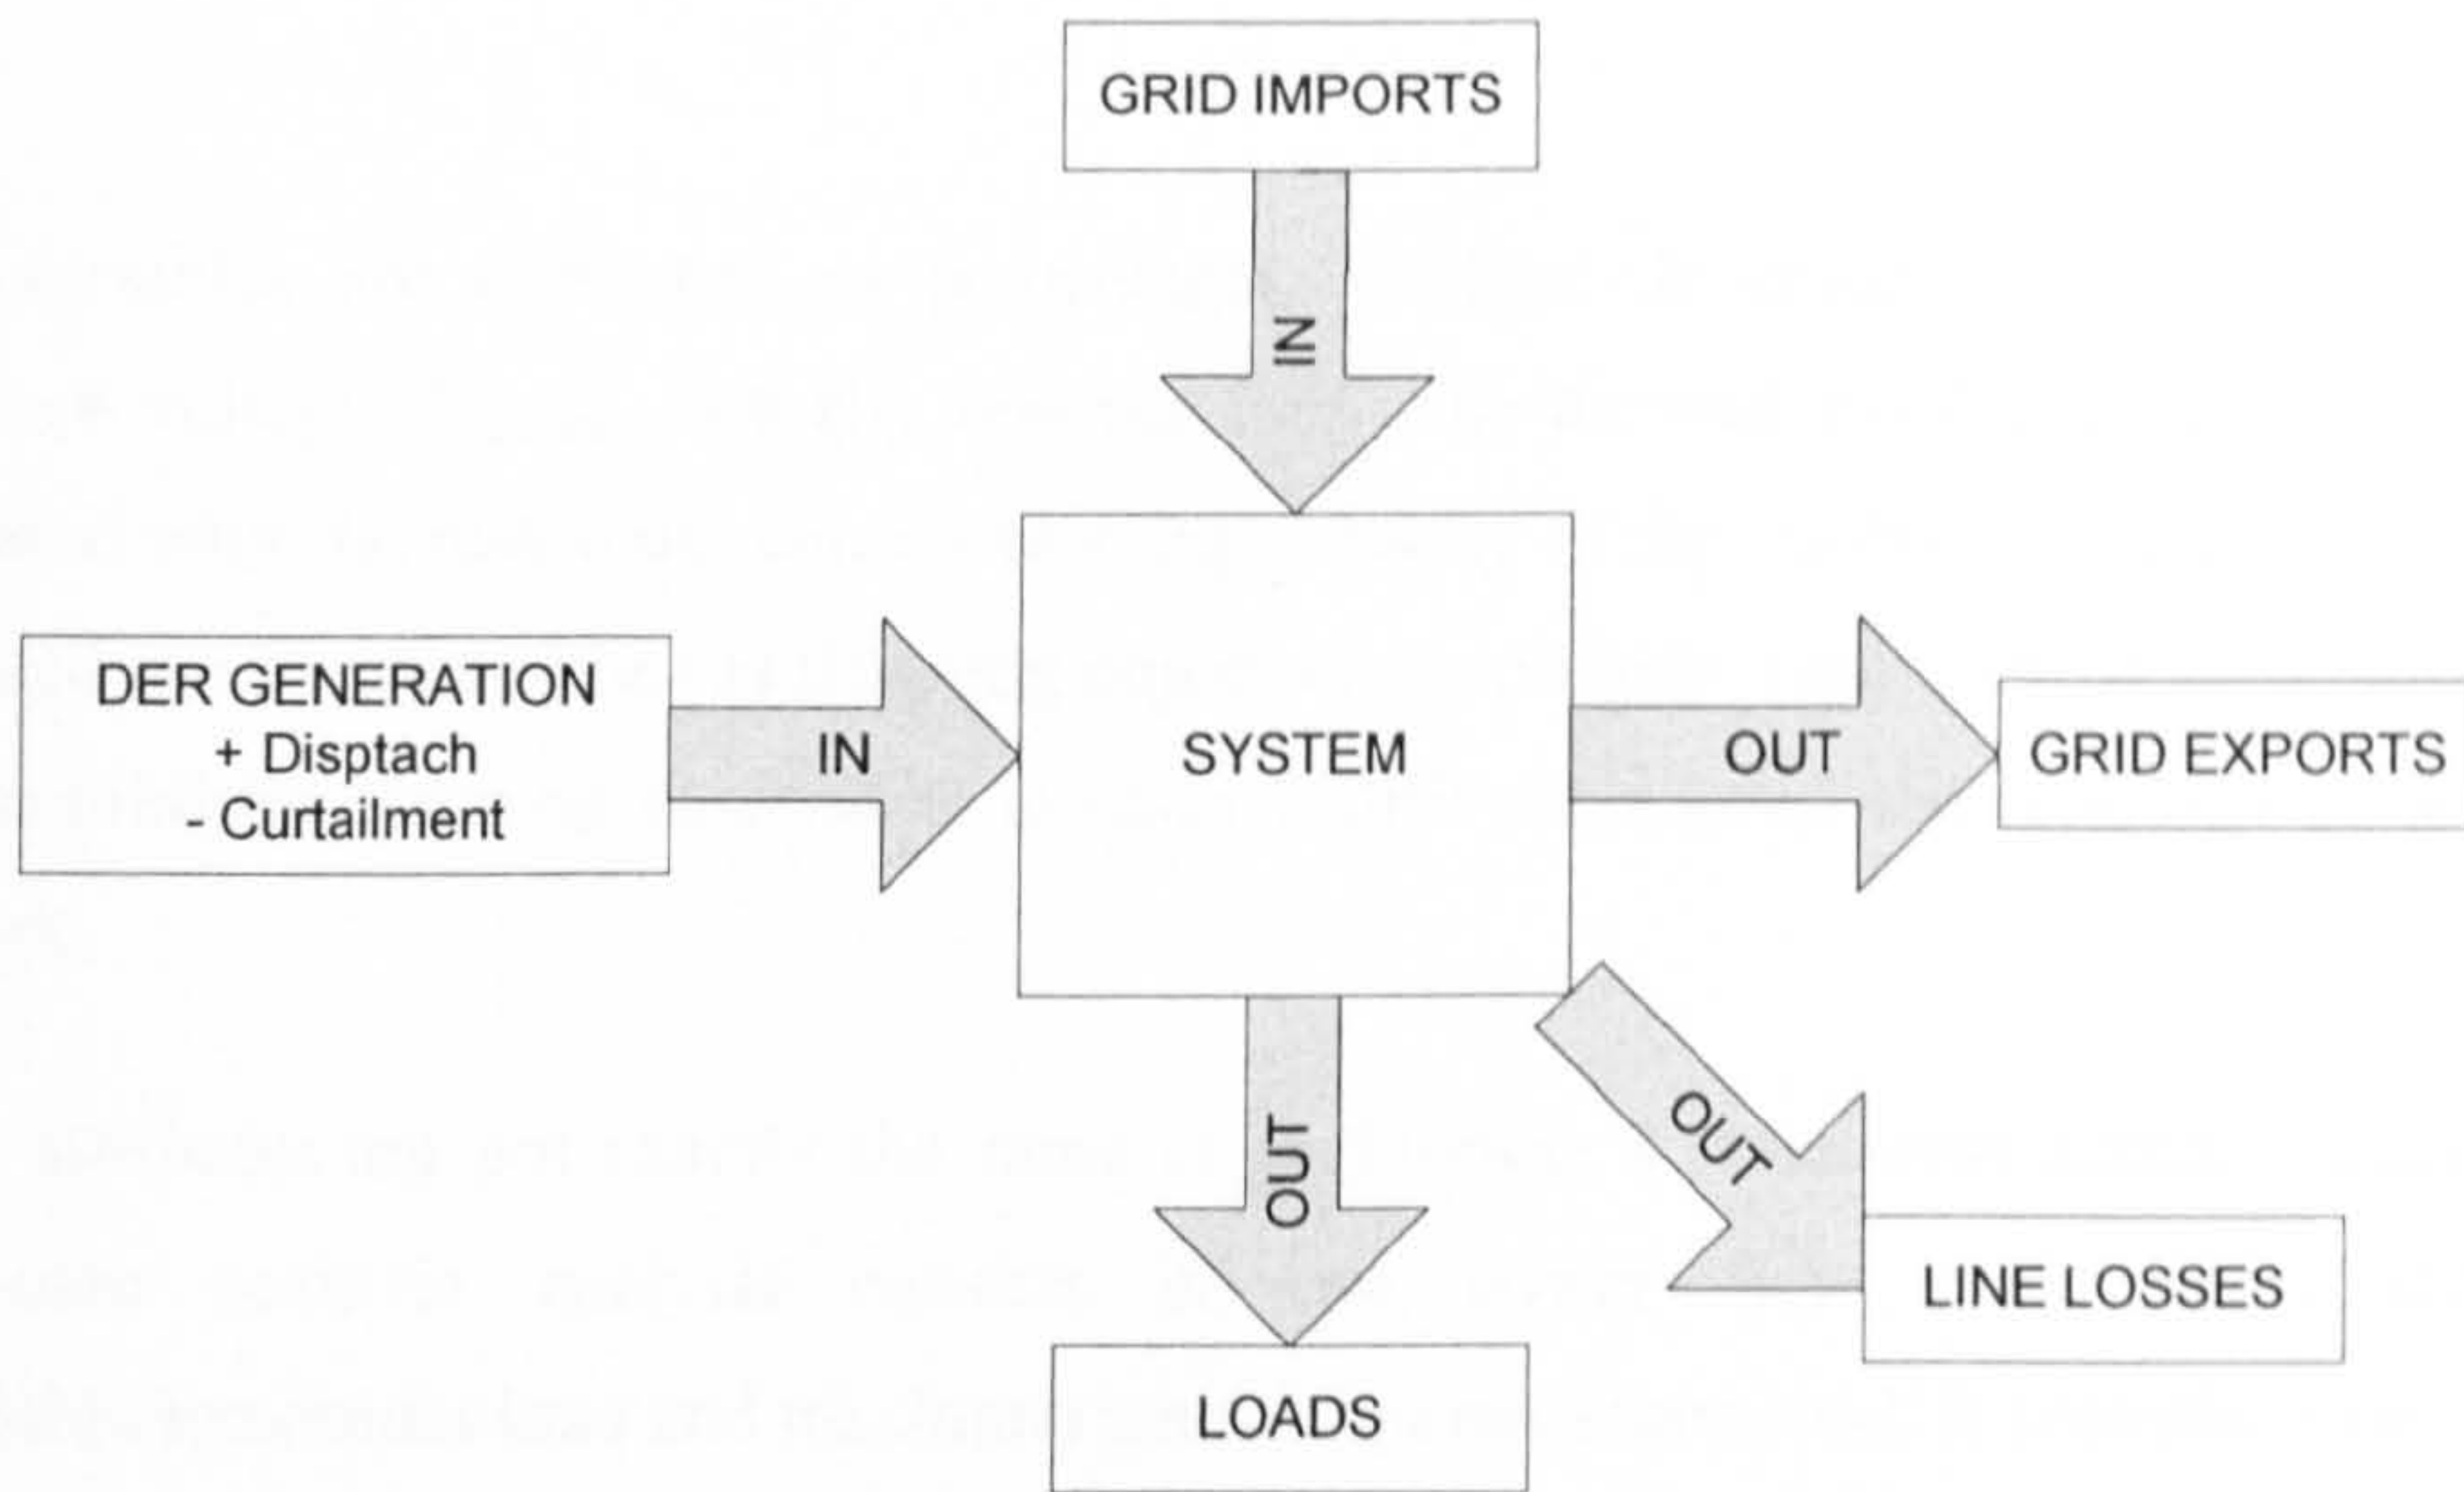 GRID IMPORTS
IN
DER GENERATION
+ Disptach
- Curtailment
IN
SYSTEM
OUT
GRID EXPORTS
OUT
OUT
LINE LOSSES
LOADS